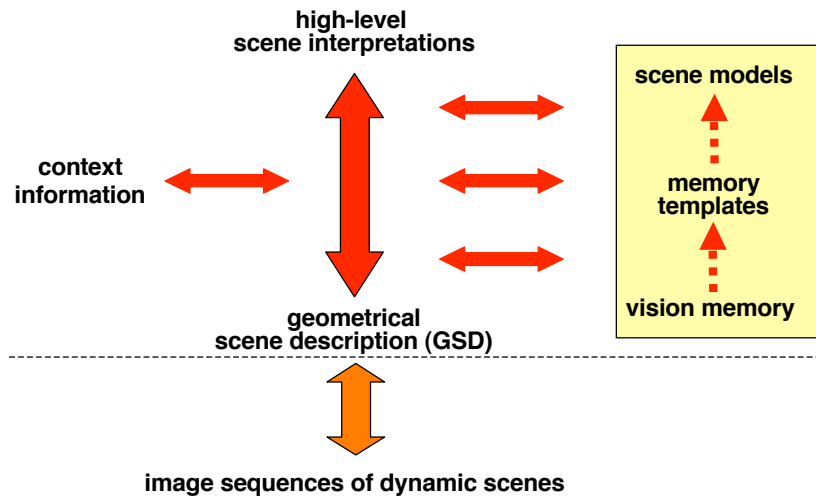 high-level
scene interpretations
scene models
context
information
memory
templates
vision memory
geometrical
scene description (GSD)
image sequences of dynamic scenes